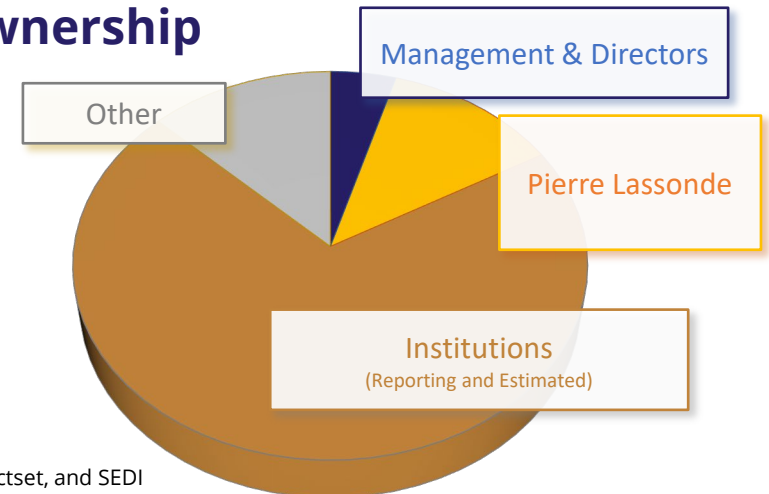 wnership
Management & Directors
Other
Pierre Lassonde
Institutions
(Reporting and Estimated)
ctset, and SEDI